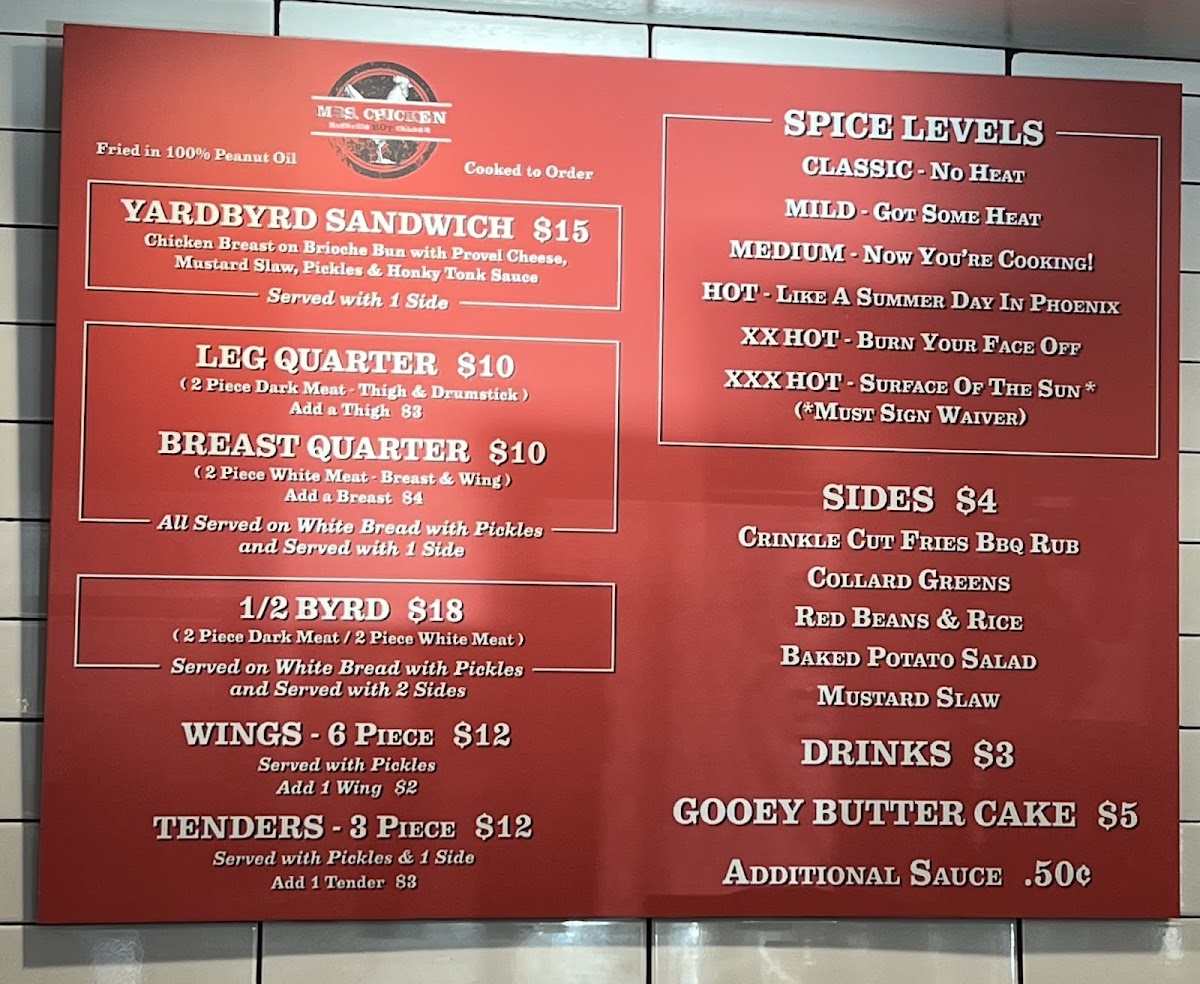 MRS. CHICKEN
Nashville HOT Chicken
Fried in 100% Peanut Oil
Cooked to Order
YARDBYRD SANDWICH $15
Chicken Breast on Brioche Bun with Provel Cheese,
Mustard Slaw, Pickles & Honky Tonk Sauce
Served with 1 Side
LEG QUARTER $10
( 2 Piece Dark Meat - Thigh & Drumstick )
Add a Thigh $3
BREAST QUARTER $10
( 2 Piece White Meat - Breast & Wing )
Add a Breast $4
All Served on White Bread with Pickles
and Served with 1 Side
1/2 BYRD $18
( 2 Piece Dark Meat / 2 Piece White Meat )
Served on White Bread with Pickles
and Served with 2 Sides
WINGS - 6 PIECE $12
Served with Pickles
Add 1 Wing $2
TENDERS - 3 PIECE $12
Served with Pickles & 1 Side
Add 1 Tender $3
SPICE LEVELS
CLASSIC - NO HEAT
MILD - GOT SOME HEAT
MEDIUM - NOW YOU'RE COOKING!
HOT - LIKE A SUMMER DAY IN PHOENIX
XX HOT - BURN YOUR FACE OFF
XXX HOT - SURFACE OF THE SUN *
(*MUST SIGN WAIVER)
SIDES $4
CRINKLE CUT FRIES BBQ RUB
COLLARD GREENS
RED BEANS & RICE
BAKED POTATO SALAD
MUSTARD SLAW
DRINKS $3
GOOEY BUTTER CAKE $5
ADDITIONAL SAUCE .50¢